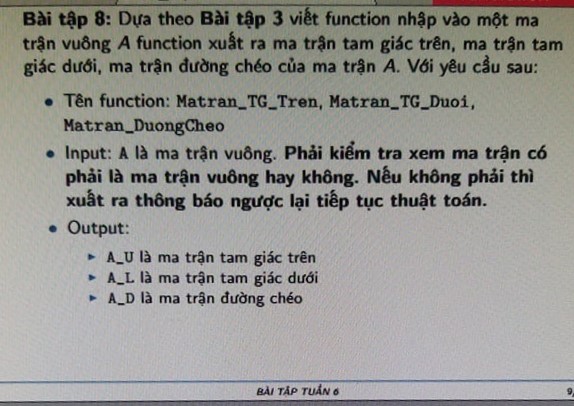 Bài tập 8: Dựa theo Bài tập 3 viết function nhập vào một ma
trận vuông A function xuất ra ma trận tam giác trên, ma trận tam
giác dưới, ma trận đường chéo của ma trận A. Với yêu cầu sau:
• Tên function: Matran_TG_Tren, Matran_TG_Duoi,
Matran_DuongCheo
• Input: A là ma trận vuông. Phải kiểm tra xem ma trận có
phải là ma trận vuông hay không. Nếu không phải thì
xuất ra thông báo ngược lại tiếp tục thuật toán.
• Output:
▸ A_U là ma trận tam giác trên
▸ A_L là ma trận tam giác dưới
▸ A_D là ma trận đường chéo
BÀI TẬP TUẦN 6
9